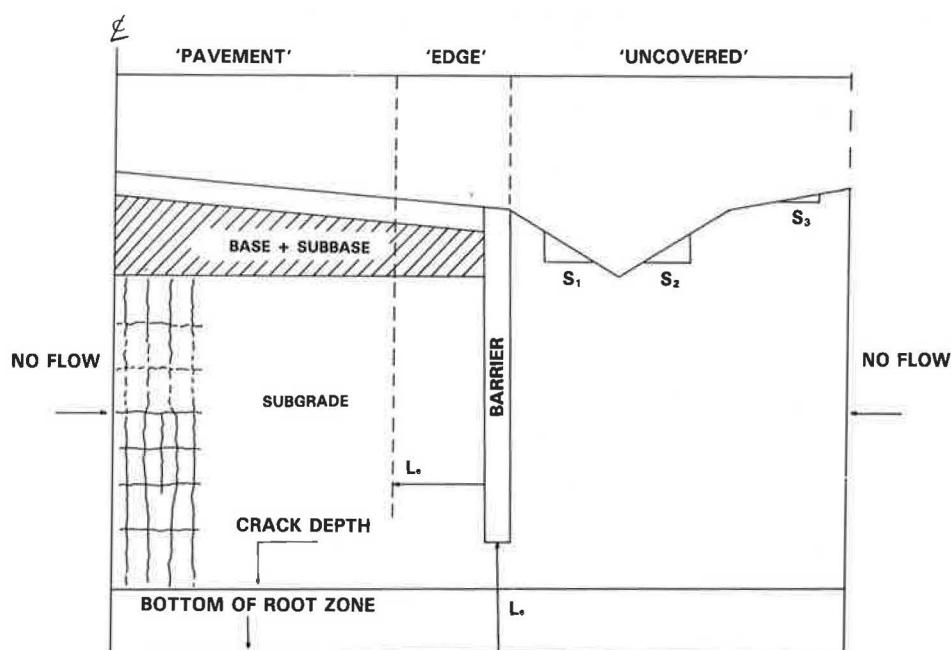 ℄
'PAVEMENT' 'EDGE' 'UNCOVERED'
BASE + SUBBASE
S₁
S₂
S₃
NO FLOW
NO FLOW
SUBGRADE
BARRIER
Lₑ
CRACK DEPTH
BOTTOM OF ROOT ZONE
Lₑ